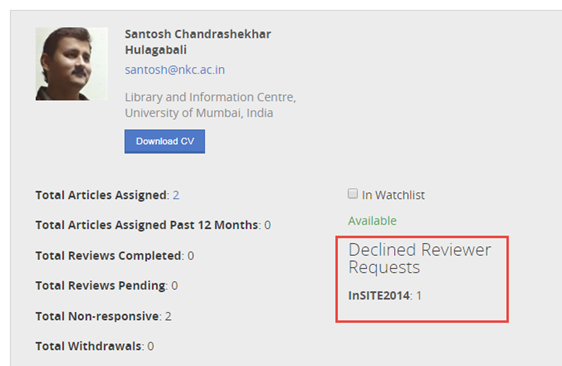 Santosh Chandrashekhar
Hulagabali
santosh@nkc.ac.in
Library and Information Centre,
University of Mumbai, India
Download CV
Total Articles Assigned: 2
Total Articles Assigned Past 12 Months: 0
Total Reviews Completed: 0
Total Reviews Pending: 0
Total Non-responsive: 2
Total Withdrawals: 0
In Watchlist
Available
Declined Reviewer
Requests
InSITE2014: 1